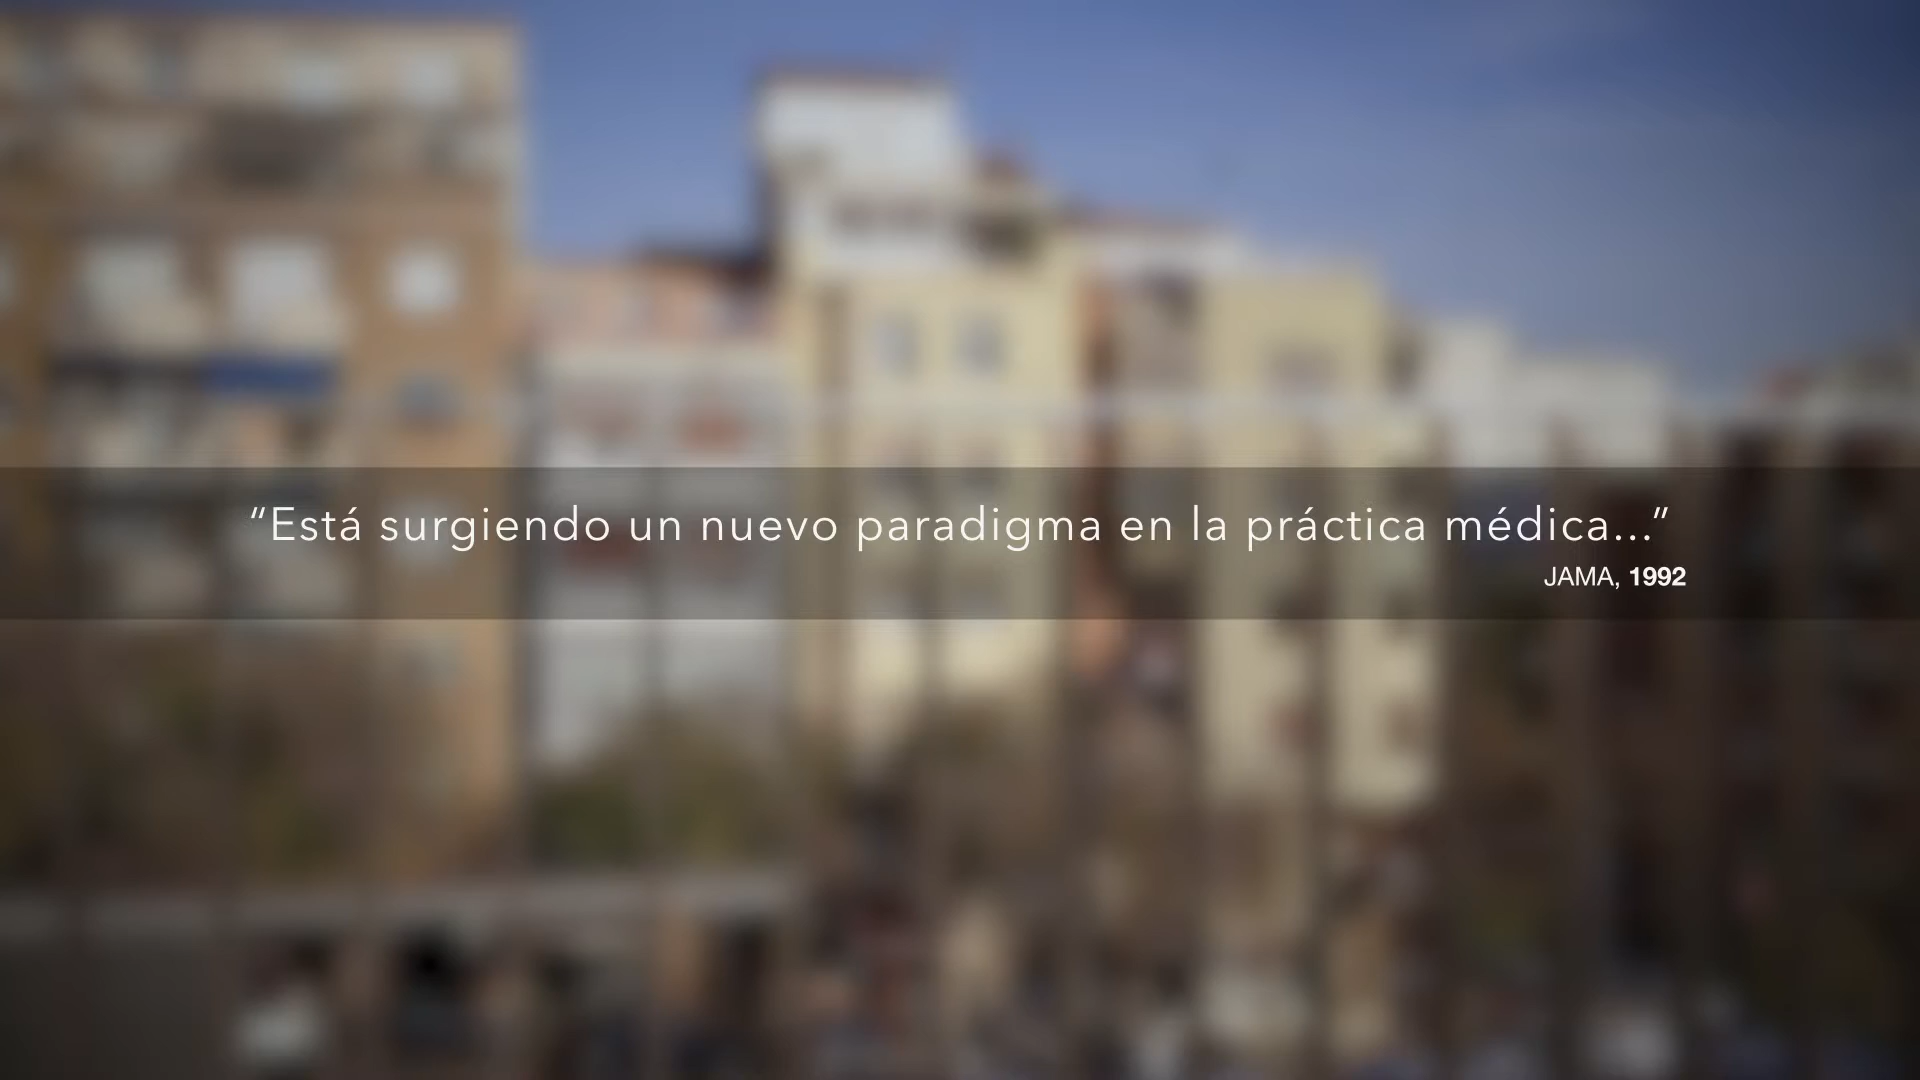 “Está surgiendo un nuevo paradigma en la práctica médica...”
JAMA, 1992